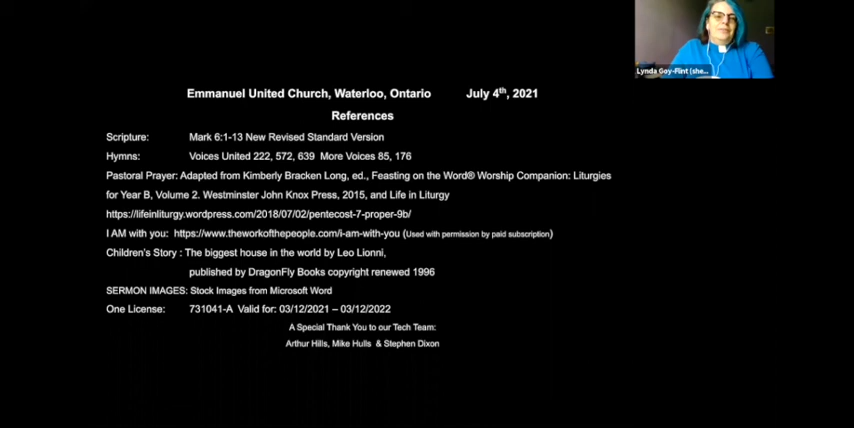 Lynda Goy-Flint (she...
Emmanuel United Church, Waterloo, Ontario July 4th, 2021
References
Scripture: Mark 6:1-13 New Revised Standard Version
Hymns: Voices United 222, 572, 639 More Voices 85, 176
Pastoral Prayer: Adapted from Kimberly Bracken Long, ed., Feasting on the Word® Worship Companion: Liturgies
for Year B, Volume 2. Westminster John Knox Press, 2015, and Life in Liturgy
https://lifeinliturgy.wordpress.com/2018/07/02/pentecost-7-proper-9b/
I AM with you: https://www.theworkofthepeople.com/i-am-with-you (Used with permission by paid subscription)
Children's Story : The biggest house in the world by Leo Lionni,
published by DragonFly Books copyright renewed 1996
SERMON IMAGES: Stock Images from Microsoft Word
One License: 731041-A Valid for: 03/12/2021 – 03/12/2022
A Special Thank You to our Tech Team:
Arthur Hills, Mike Hulls & Stephen Dixon